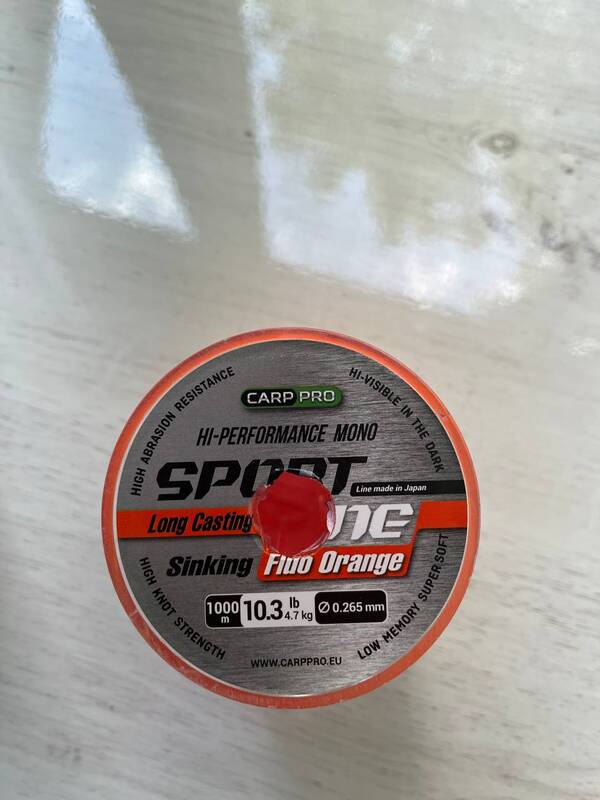 HIGH ABRASION RESISTANCE
HI-VISIBLE IN THE DARK
CARP PRO
HI-PERFORMANCE MONO
SPORT
Line made in Japan
Long Casting
Sinking
Fluo Orange
1000 m
10.3 lb
4.7 kg
Ø 0.265 mm
HIGH KNOT STRENGTH
LOW MEMORY SUPER SOFT
WWW.CARPPRO.EU